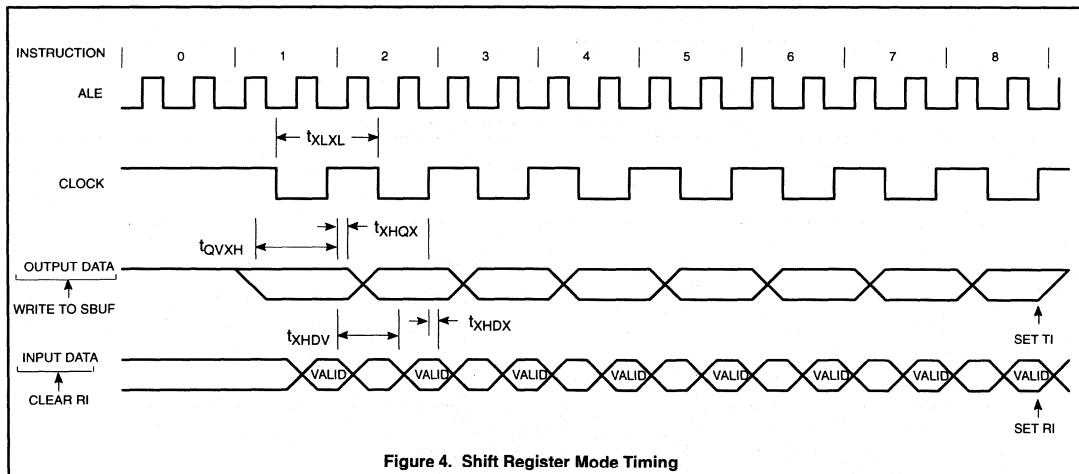 INSTRUCTION 0 1 2 3 4 5 6 7 8
ALE
tXLXL
CLOCK
tXHQX
tQVXH
OUTPUT DATA
WRITE TO SBUF
tXHDX
tXHDV
SET TI
INPUT DATA
VALID VALID VALID VALID VALID VALID VALID VALID
CLEAR RI
SET RI
Figure 4. Shift Register Mode Timing